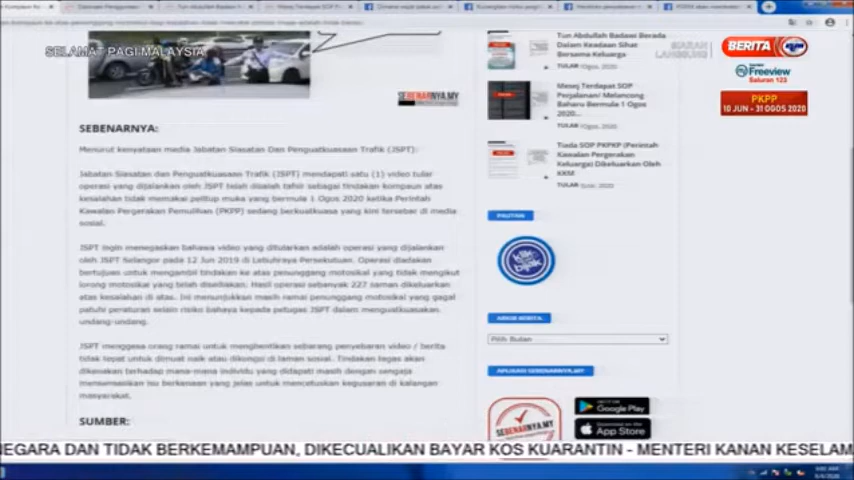 SELAMAT PAGI MALAYSIA
SIARAN
LANGSUNG
BERITA
Freeview
Saluran 123
PKPP
10 JUN - 31 OGOS 2020
SEBENARNYA.MY
SEBENARNYA:
Menurut kenyataan media Jabatan Siasatan Dan Penguatkuasaan Trafik (JSPT):
Jabatan Siasatan dan Penguatkuasaan Trafik (JSPT) mendapati satu (1) video tular
operasi yang dijalankan oleh JSPT telah disalah tafsir sebagai tindakan kompaun atas
kesalahan tidak memakai pelitup muka yang bermula 1 Ogos 2020 ketika Perintah
Kawalan Pergerakan Pemulihan (PKPP) sedang berkuatkuasa yang kini tersebar di media
sosial.
JSPT ingin menegaskan bahawa video yang ditularkan adalah operasi yang dijalankan
oleh JSPT Selangor pada 12 Jun 2019 di Lebuhraya Persekutuan. Operasi diadakan
bertujuan untuk mengambil tindakan ke atas penunggang motosikal yang tidak mengikut
lorong motosikal yang telah disediakan. Hasil operasi sebanyak 227 saman dikeluarkan
atas kesalahan di atas. Ini menunjukkan masih ramai penunggang motosikal yang gagal
patuhi peraturan selain risiko bahaya kepada petugas JSPT dalam menguatkuasakan
undang-undang.
JSPT menggesa orang ramai untuk menghentikan sebarang penyebaran video / berita
tidak tepat untuk dimuat naik atau dikongsi di laman sosial. Tindakan tegas akan
dikenakan terhadap mana-mana individu yang didapati masih dengan sengaja
mensensasikan isu berkenaan yang jelas untuk mencetuskan kegusaran di kalangan
masyarakat.
SUMBER:
Tun Abdullah Badawi Berada
Dalam Keadaan Sihat
Bersama Keluarga
TULAR
Ogos, 2020
Mesej Terdapat SOP
Perjalanan/ Melancong
Baharu Bermula 1 Ogos
2020...
TULAR
Ogos, 2020
Tiada SOP PKPKP (Perintah
Kawalan Pergerakan
Keluarga) Dikeluarkan Oleh
KKM
TULAR
PAUTAN
klik
bijak
ARKIB BERITA
Pilih Bulan
APLIKASI SEBENARNYA.MY
SEBENARNYA.MY
Google Play
App Store
NEGARA DAN TIDAK BERKEMAMPUAN, DIKECUALIKAN BAYAR KOS KUARANTIN - MENTERI KANAN KESELAM